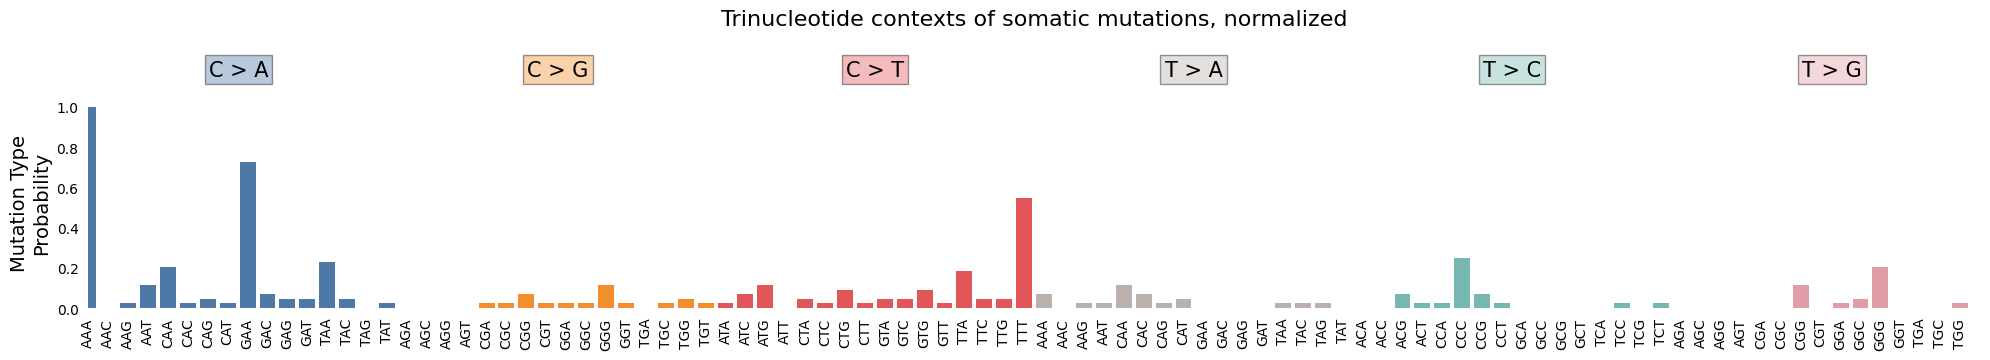 Trinucleotide contexts of somatic mutations, normalized
C > A C > G C > T T > A T > C T > G
Mutation Type
Probability
1.0
0.8
0.6
0.4
0.2
0.0
AAA AAC AAG AAT CAA CAC CAG CAT GAA GAC GAG GAT TAA TAC TAG TAT AGA AGC AGG AGT CGA CGC CGG CGT GGA GGC GGG GGT TGA TGC TGG TGT ATA ATC ATG ATT CTA CTC CTG CTT GTA GTC GTG GTT TTA TTC TTG TTT AAA AAC AAG AAT CAA CAC CAG CAT GAA GAC GAG GAT TAA TAC TAG TAT ACA ACC ACG ACT CCA CCC CCG CCT GCA GCC GCG GCT TCA TCC TCG TCT AGA AGC AGG AGT CGA CGC CGG CGT GGA GGC GGG GGT TGA TGC TGG